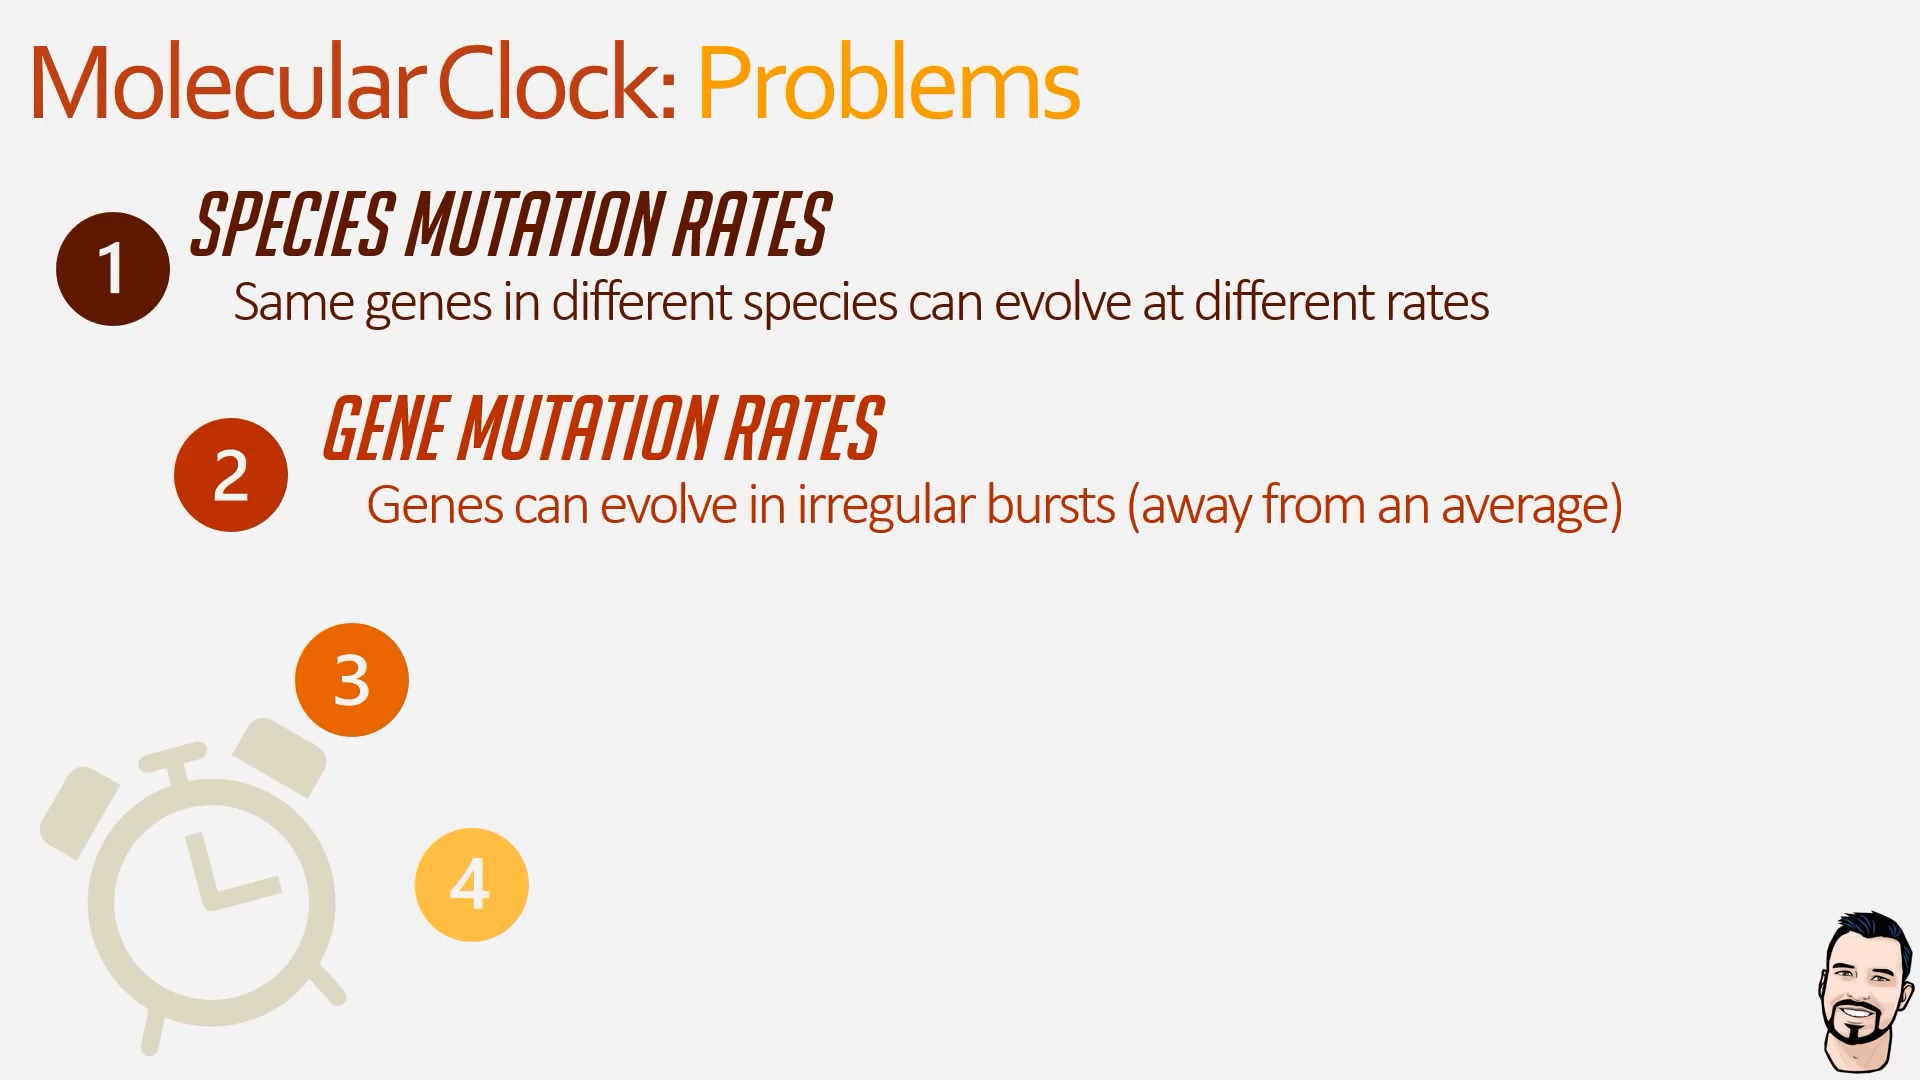 Molecular Clock: Problems
1
SPECIES MUTATION RATES
Same genes in different species can evolve at different rates
2
GENE MUTATION RATES
Genes can evolve in irregular bursts (away from an average)
3
4